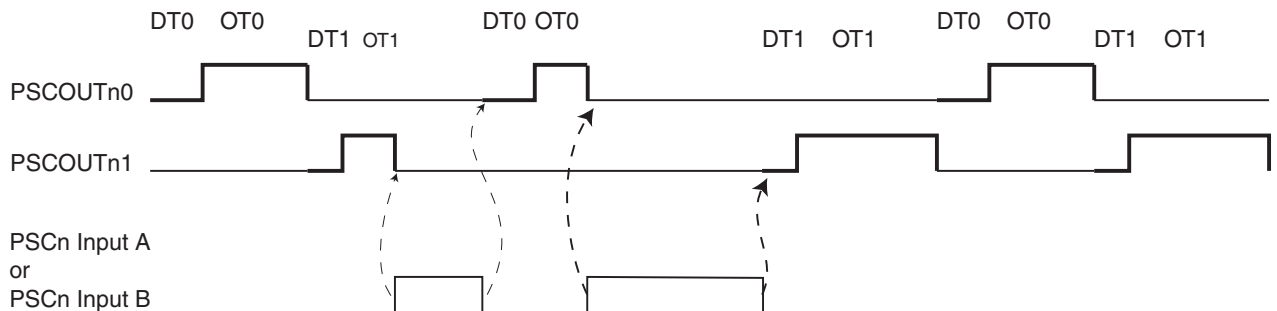 DT0 OT0 DT0 OT0 DT0 OT0
DT1 OT1 DT1 OT1 DT1 OT1
PSCOUTn0
PSCOUTn1
PSCn Input A
or
PSCn Input B